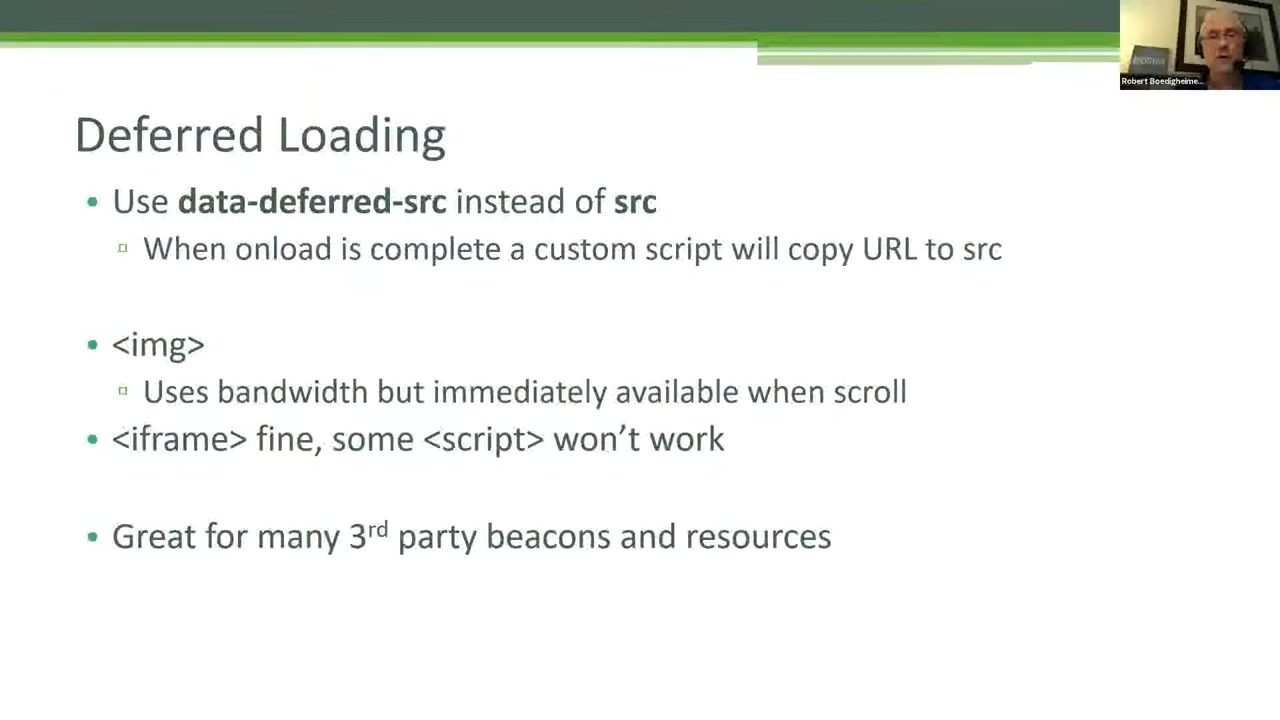 Robert Boedigheime...
Deferred Loading
• Use data-deferred-src instead of src
▫ When onload is complete a custom script will copy URL to src
• <img>
▫ Uses bandwidth but immediately available when scroll
• <iframe> fine, some <script> won’t work
• Great for many 3rd party beacons and resources